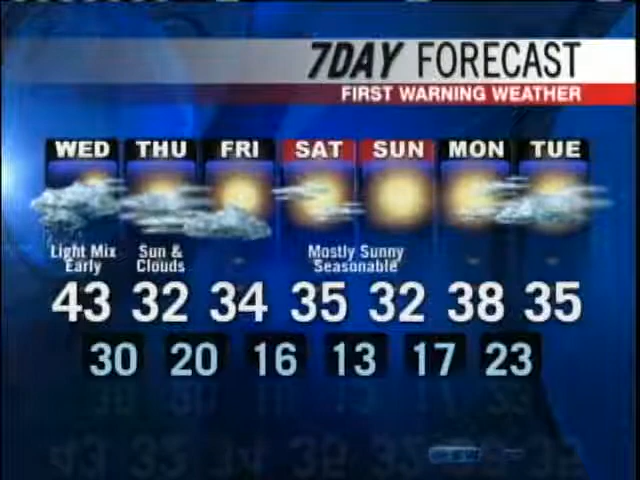 7DAY FORECAST
FIRST WARNING WEATHER
WED THU FRI SAT SUN MON TUE
Light Mix Early
Sun & Clouds
Mostly Sunny Seasonable
43 32 34 35 32 38 35
30 20 16 13 17 23